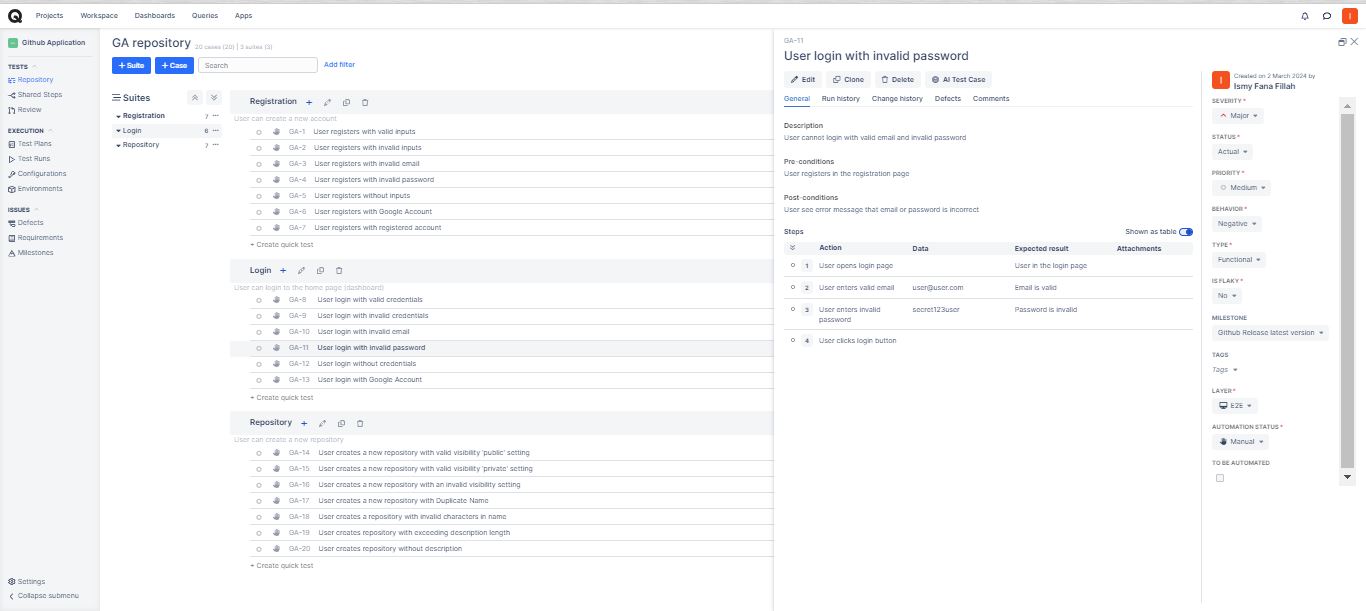 Projects Workspace Dashboards Queries Apps
I
Github Application
TESTS
Repository
Shared Steps
Review
EXECUTION
Test Plans
Test Runs
Configurations
Environments
ISSUES
Defects
Requirements
Milestones
Settings
Collapse submenu
GA repository 20 cases (20) | 3 suites (3)
+ Suite + Case Search Add filter
Suites
Registration 7 ...
Login 6 ...
Repository 7 ...
Registration +
User can create a new account
GA-1 User registers with valid inputs
GA-2 User registers with invalid inputs
GA-3 User registers with invalid email
GA-4 User registers with invalid password
GA-5 User registers without inputs
GA-6 User registers with Google Account
GA-7 User registers with registered account
+ Create quick test
Login +
User can login to the home page (dashboard)
GA-8 User login with valid credentials
GA-9 User login with invalid credentials
GA-10 User login with invalid email
GA-11 User login with invalid password
GA-12 User login without credentials
GA-13 User login with Google Account
+ Create quick test
Repository +
User can create a new repository
GA-14 User creates a new repository with valid visibility 'public' setting
GA-15 User creates a new repository with valid visibility 'private' setting
GA-16 User creates a new repository with an invalid visibility setting
GA-17 User creates a new repository with Duplicate Name
GA-18 User creates a repository with invalid characters in name
GA-19 User creates repository with exceeding description length
GA-20 User creates repository without description
+ Create quick test
GA-11
User login with invalid password
Edit Clone Delete AI Test Case
General Run history Change history Defects Comments
Description
User cannot login with valid email and invalid password
Pre-conditions
User registers in the registration page
Post-conditions
User see error message that email or password is incorrect
Steps Shown as table
Action Data Expected result Attachments
1 User opens login page User in the login page
2 User enters valid email user@user.com Email is valid
3 User enters invalid password secret123user Password is invalid
4 User clicks login button
I Created on 2 March 2024 by
Ismy Fana Fillah
SEVERITY *
Major
STATUS *
Actual
PRIORITY *
Medium
BEHAVIOR *
Negative
TYPE *
Functional
IS FLAKY *
No
MILESTONE
Github Release latest version
TAGS
Tags
LAYER *
E2E
AUTOMATION STATUS *
Manual
TO BE AUTOMATED